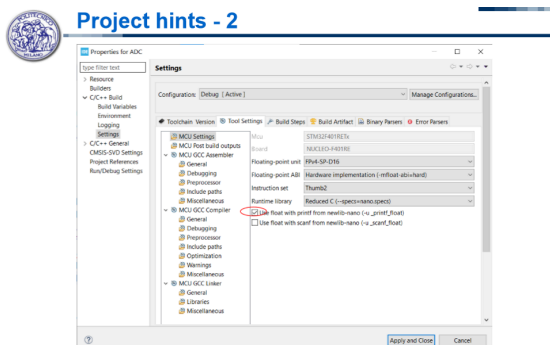 POLITECNICO
MILANO
Project hints - 2
Properties for ADC
type filter text
Settings
Resource
Builders
C/C++ Build
Build Variables
Environment
Logging
Settings
C/C++ General
CMSIS-SVD Settings
Project References
Run/Debug Settings
Configuration: Debug [ Active ]
Manage Configurations...
Toolchain Version Tool Settings Build Steps Build Artifact Binary Parsers Error Parsers
MCU Settings
MCU Post build outputs
MCU GCC Assembler
General
Debugging
Preprocessor
Include paths
Miscellaneous
MCU GCC Compiler
General
Debugging
Preprocessor
Include paths
Optimization
Warnings
Miscellaneous
MCU GCC Linker
General
Libraries
Miscellaneous
Mcu STM32F401RETx
Board NUCLEO-F401RE
Floating-point unit FPv4-SP-D16
Floating-point ABI Hardware implementation (-mfloat-abi=hard)
Instruction set Thumb2
Runtime library Reduced C (--specs=nano.specs)
Use float with printf from newlib-nano (-u _printf_float)
Use float with scanf from newlib-nano (-u _scanf_float)
Apply and Close
Cancel